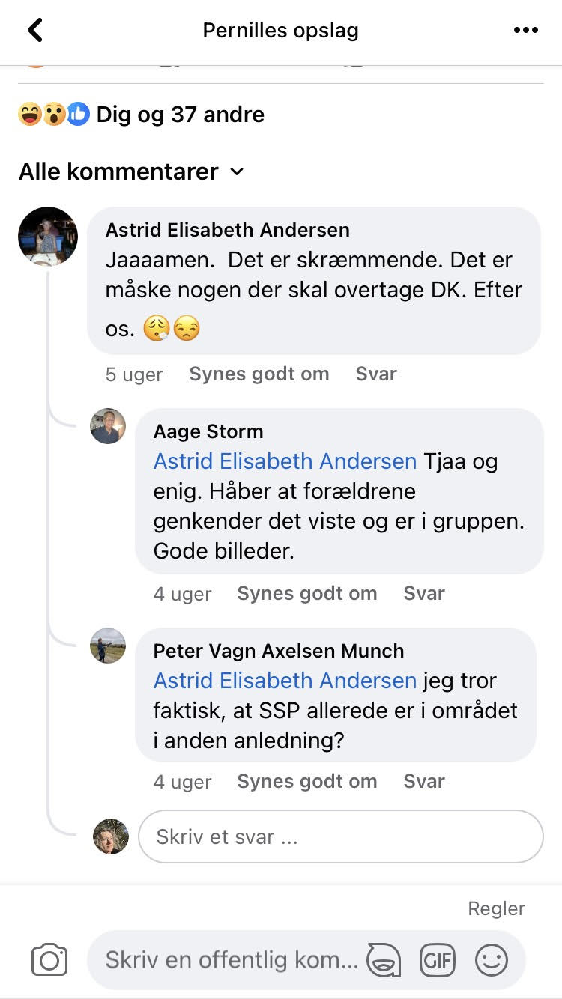 Pernilles opslag
Dig og 37 andre
Alle kommentarer
Astrid Elisabeth Andersen
Jaaaamen. Det er skræmmende. Det er
måske nogen der skal overtage DK. Efter
os.
5 uger Synes godt om Svar
Aage Storm
Astrid Elisabeth Andersen Tjaa og
enig. Håber at forældrene
genkender det viste og er i gruppen.
Gode billeder.
4 uger Synes godt om Svar
Peter Vagn Axelsen Munch
Astrid Elisabeth Andersen jeg tror
faktisk, at SSP allerede er i området
i anden anledning?
4 uger Synes godt om Svar
Skriv et svar ...
Regler
Skriv en offentlig kom... GIF